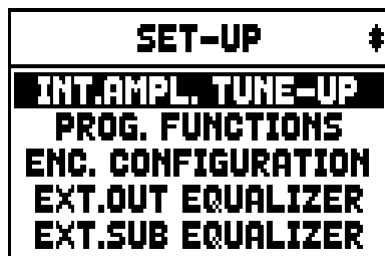 SET-UP
INT.AMPL. TUNE-UP
PROG. FUNCTIONS
ENC. CONFIGURATION
EXT.OUT EQUALIZER
EXT.SUB EQUALIZER